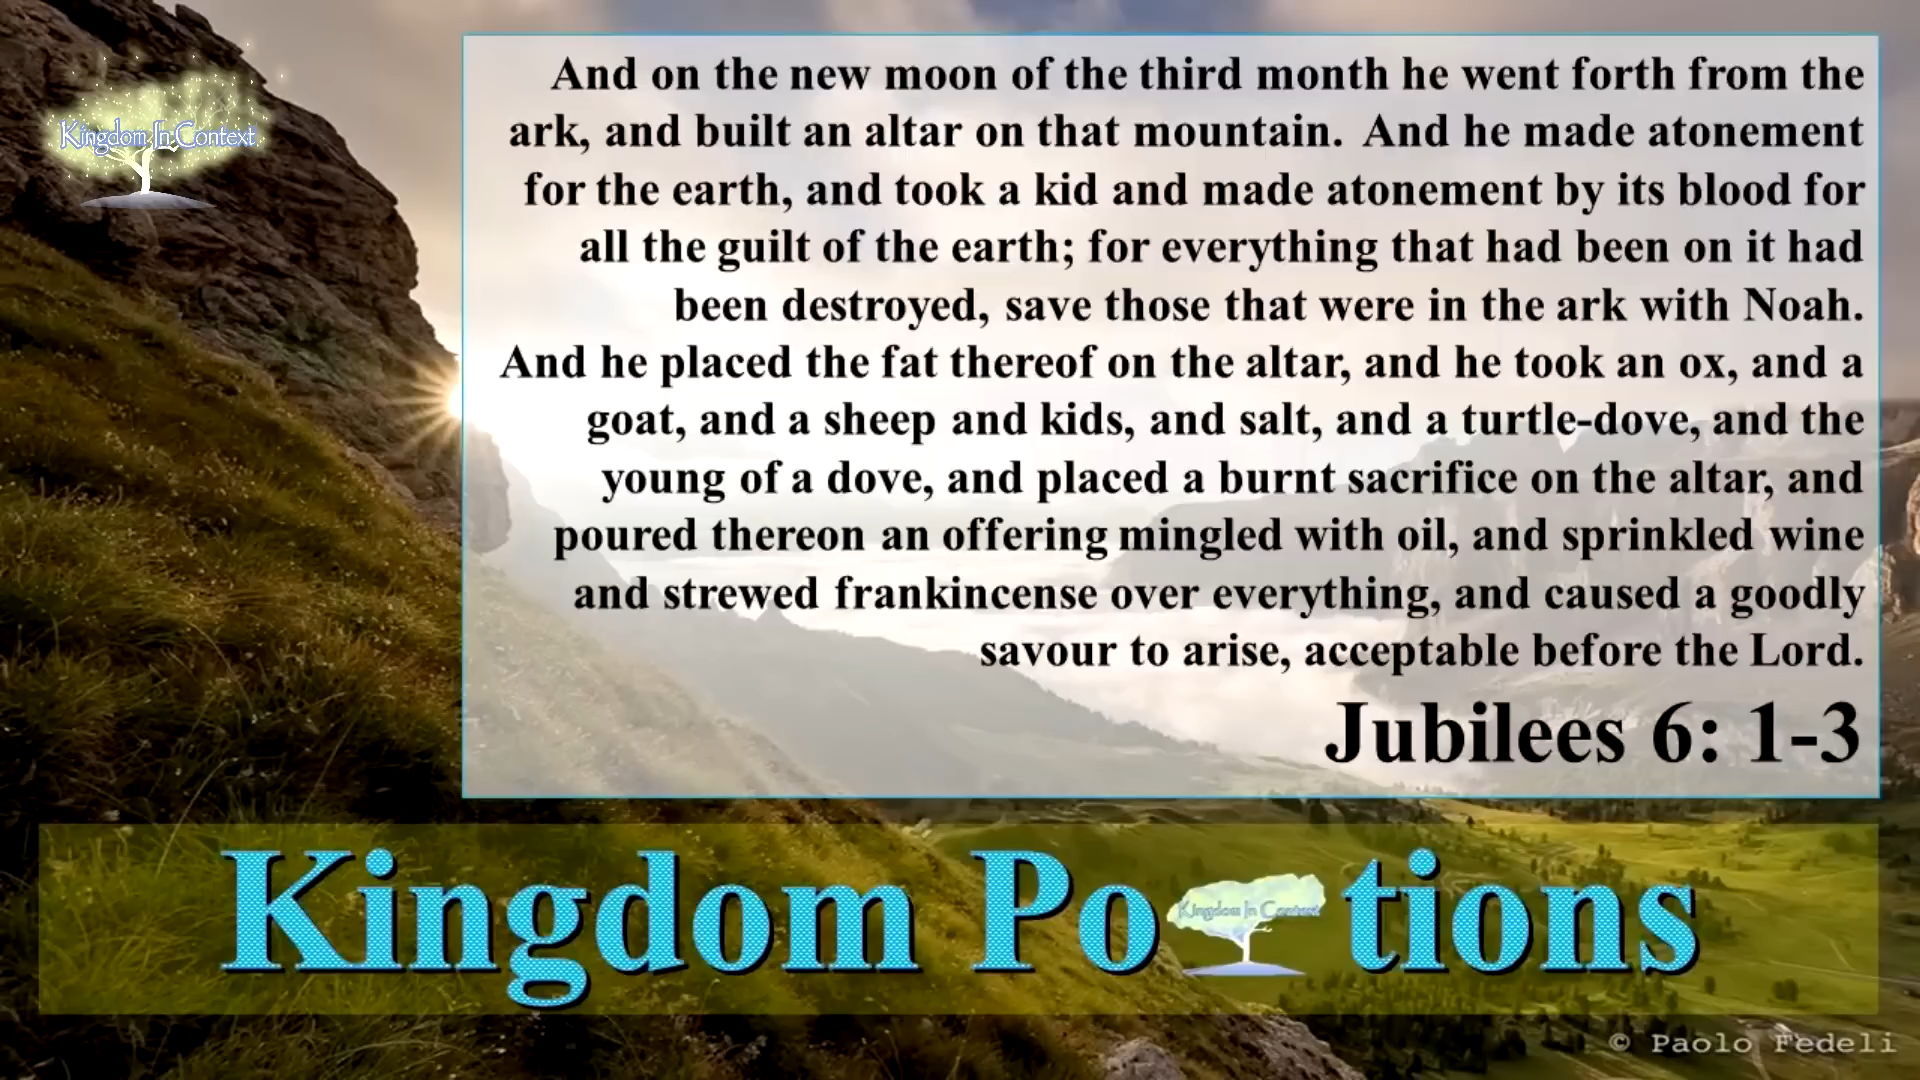 Kingdom In Context
And on the new moon of the third month he went forth from the
ark, and built an altar on that mountain. And he made atonement
for the earth, and took a kid and made atonement by its blood for
all the guilt of the earth; for everything that had been on it had
been destroyed, save those that were in the ark with Noah.
And he placed the fat thereof on the altar, and he took an ox, and a
goat, and a sheep and kids, and salt, and a turtle-dove, and the
young of a dove, and placed a burnt sacrifice on the altar, and
poured thereon an offering mingled with oil, and sprinkled wine
and strewed frankincense over everything, and caused a goodly
savour to arise, acceptable before the Lord.
Jubilees 6: 1-3
Kingdom Po tions
Kingdom In Context
© Paolo Fedeli